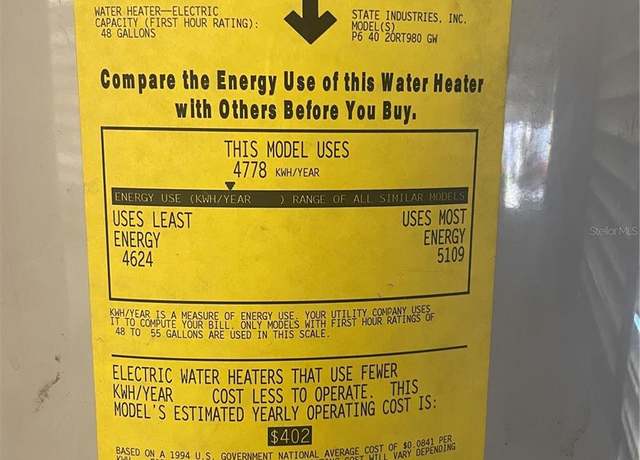 WATER HEATER—ELECTRIC
CAPACITY (FIRST HOUR RATING):
48 GALLONS
STATE INDUSTRIES, INC.
MODEL(S)
P6 40 20RT980 GW
Compare the Energy Use of this Water Heater
with Others Before You Buy.
THIS MODEL USES
4778 KWH/YEAR
ENERGY USE (KWH/YEAR ) RANGE OF ALL SIMILAR MODELS
USES LEAST
ENERGY
4624
USES MOST
ENERGY
5109
KWH/YEAR IS A MEASURE OF ENERGY USE. YOUR UTILITY COMPANY USES
IT TO COMPUTE YOUR BILL. ONLY MODELS WITH FIRST HOUR RATINGS OF
48 TO 55 GALLONS ARE USED IN THIS SCALE.
ELECTRIC WATER HEATERS THAT USE FEWER
KWH/YEAR COST LESS TO OPERATE. THIS
MODEL'S ESTIMATED YEARLY OPERATING COST IS:
$402
BASED ON A 1994 U.S. GOVERNMENT NATIONAL AVERAGE COST OF $0.0841 PER
COST WILL VARY DEPENDING
StellarMLS